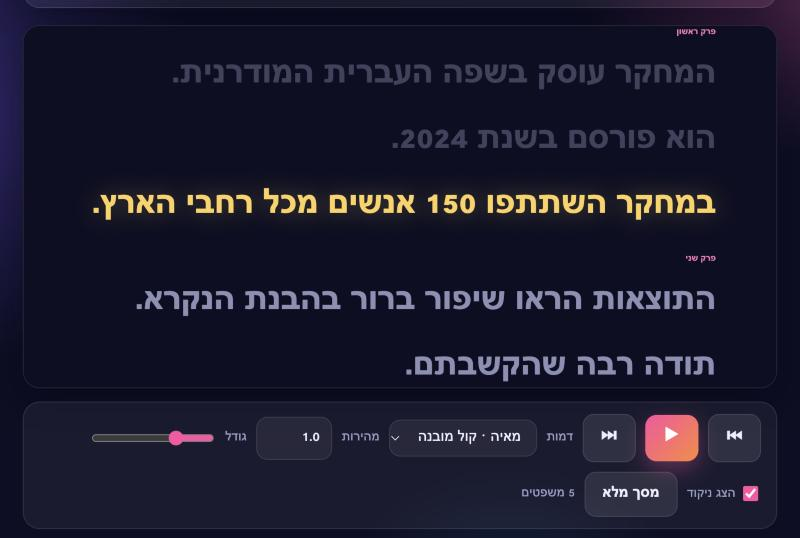 פרק ראשון
המחקר עוסק בשפה העברית המודרנית.
הוא פורסם בשנת 2024.
במחקר השתתפו 150 אנשים מכל רחבי הארץ.
פרק שני
התוצאות הראו שיפור ברור בהבנת הנקרא.
תודה רבה שהקשבתם.
דמות מאיה · קול מובנה מהירות 1.0 גודל
הצג ניקוד מסך מלא 5 משפטים